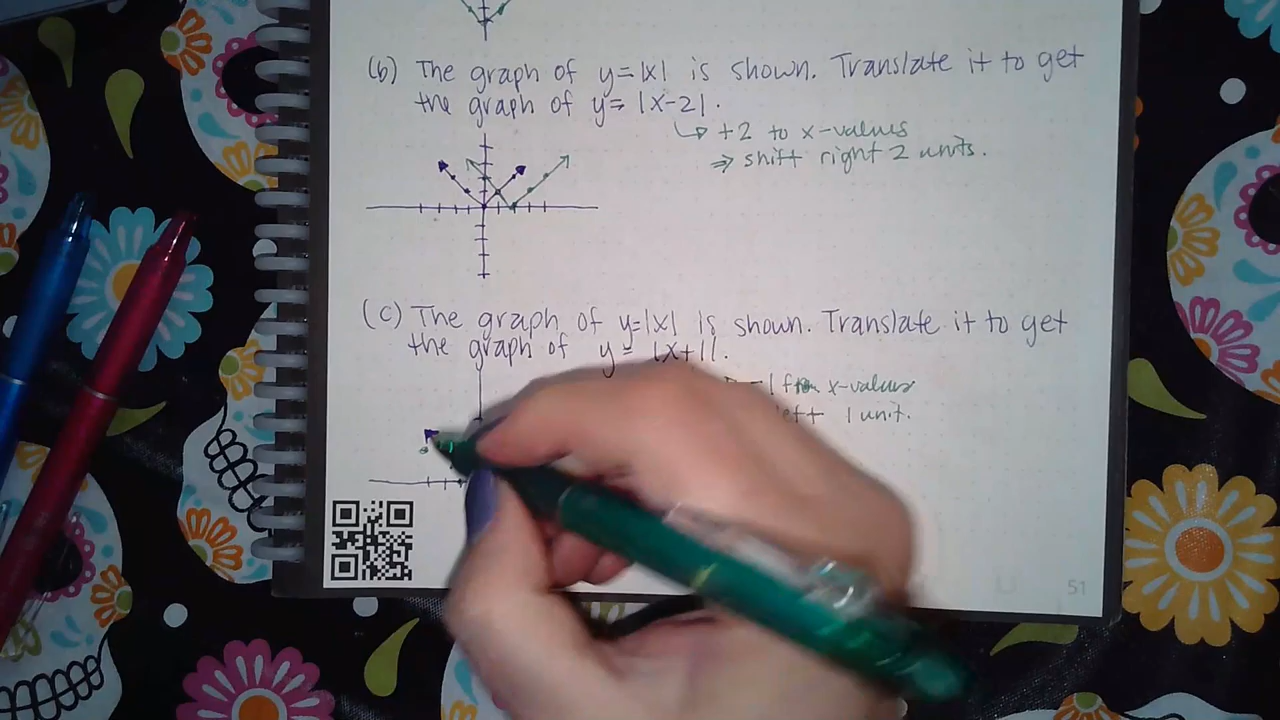 (b) The graph of y=|x| is shown. Translate it to get
the graph of y= |x-2|.
↳ +2 to x-values
⇒ shift right 2 units.
(c) The graph of y=|x| is shown. Translate it to get
the graph of y= |x+1|.
-1 from x-values
left 1 unit.
51